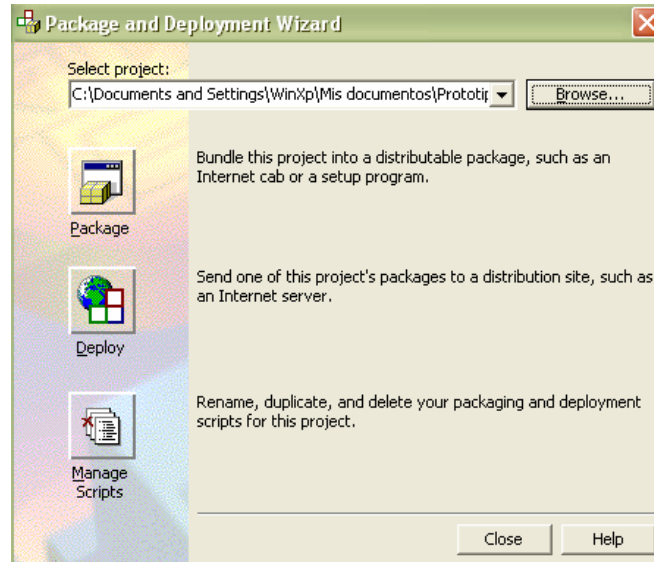 Package and Deployment Wizard
Select project:
C:\Documents and Settings\WinXp\Mis documentos\Prototip
Browse...
Bundle this project into a distributable package, such as an
Internet cab or a setup program.
Package
Send one of this project's packages to a distribution site, such as
an Internet server.
Deploy
Rename, duplicate, and delete your packaging and deployment
scripts for this project.
Manage
Scripts
Close
Help